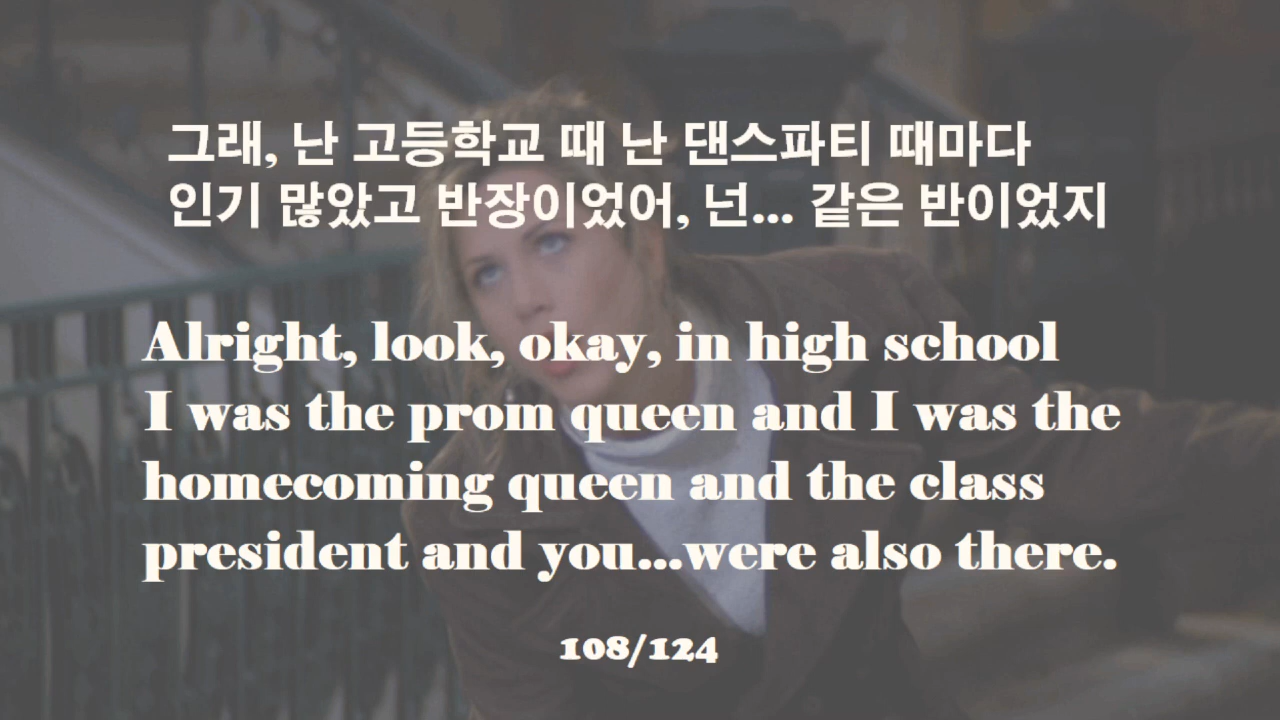 그래, 난 고등학교 때 난 댄스파티 때마다
인기 많았고 반장이었어, 넌... 같은 반이었지
Alright, look, okay, in high school
I was the prom queen and I was the
homecoming queen and the class
president and you...were also there.
108/124